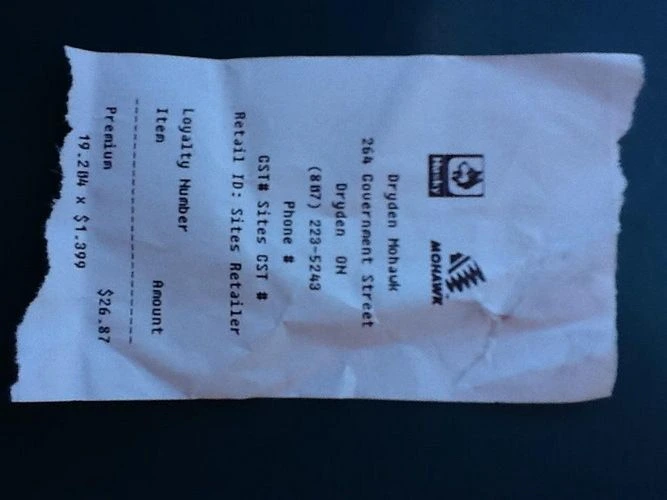 HUSKY
MOHAWK
Dryden Mohawk
264 Government Street
Dryden ON
(807) 223-5243
Phone #
GST# Sites GST #
Retail ID: Sites Retailer
Loyalty Number
Item Amount
Premium $26.87
19.204 x $1.399